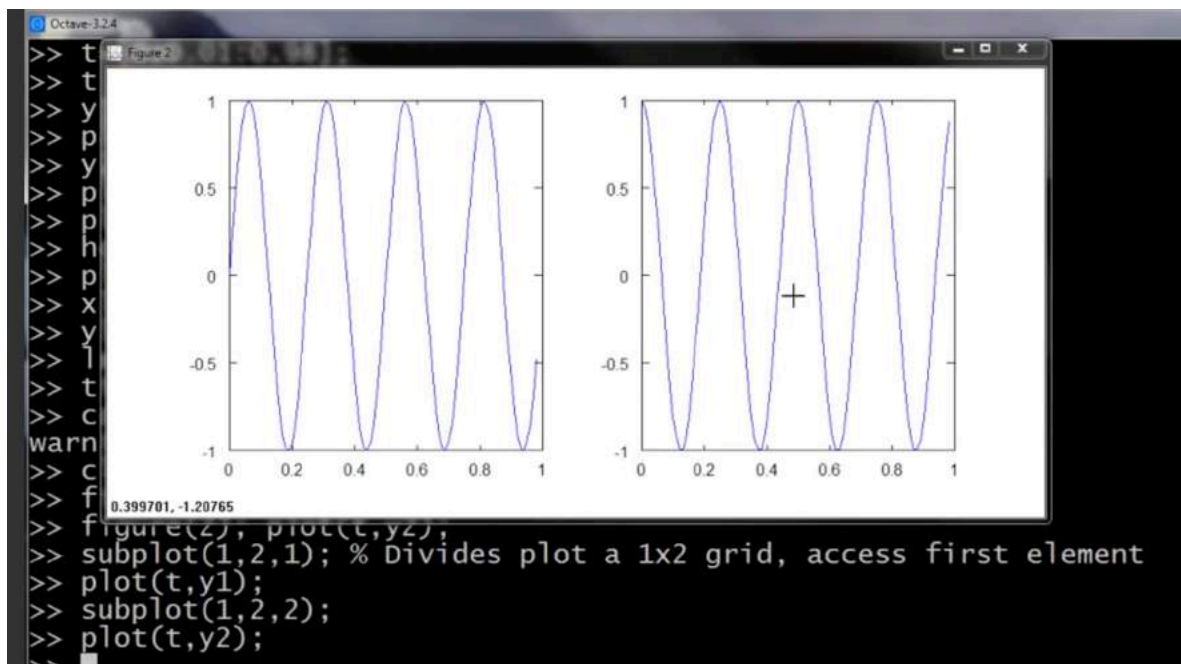 Octave-3.2.4
>> t
Figure 2
>> t
>> y
>> p
>> y
>> p
>> p
>> h
>> p
>> x
>> y
>> l
>> t
>> c
warn
>> c
>> f
1
0.5
0
-0.5
-1
0 0.2 0.4 0.6 0.8 1
1
0.5
0
-0.5
-1
0 0.2 0.4 0.6 0.8 1
0.399701, -1.20765
>> figure(2); plot(t,y2);
>> subplot(1,2,1); % Divides plot a 1x2 grid, access first element
>> plot(t,y1);
>> subplot(1,2,2);
>> plot(t,y2);
>>